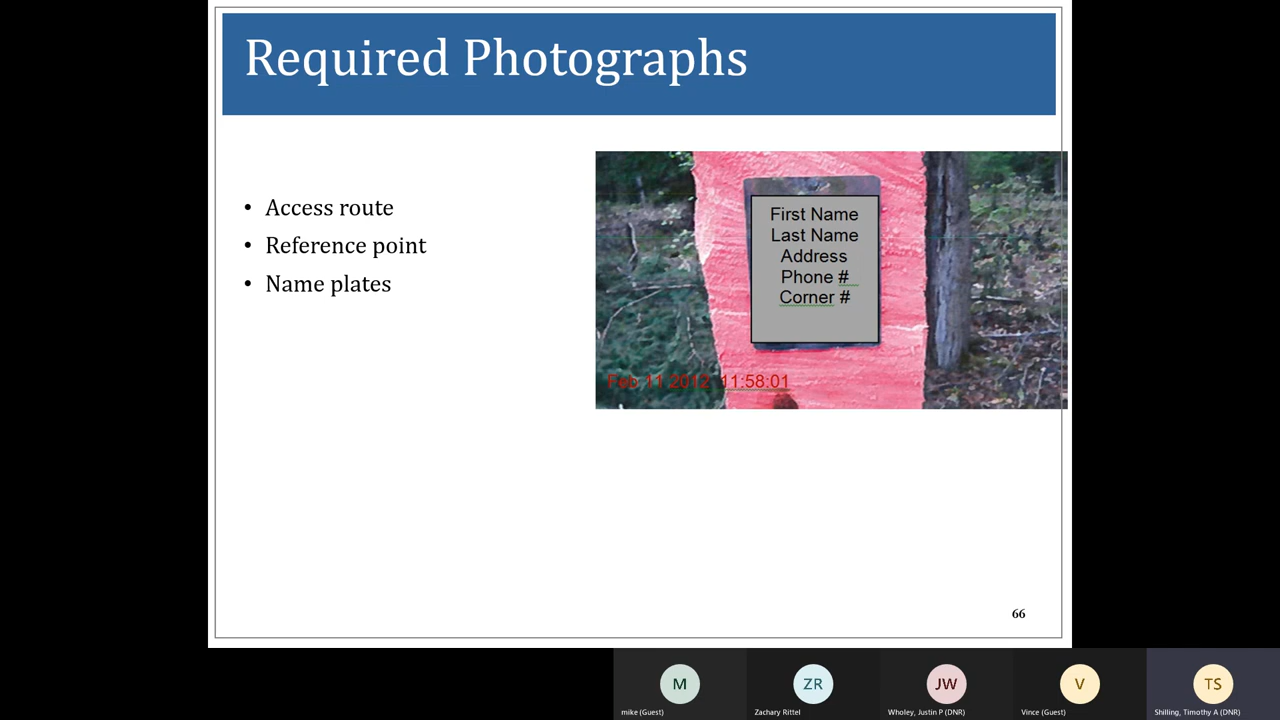 Required Photographs
• Access route
• Reference point
• Name plates
First Name
Last Name
Address
Phone #
Corner #
Feb 11 2012 11:58:01
66
M
ZR
JW
V
TS
mike (Guest)
Zachary Rittel
Wholey, Justin P (DNR)
Vince (Guest)
Shilling, Timothy A (DNR)